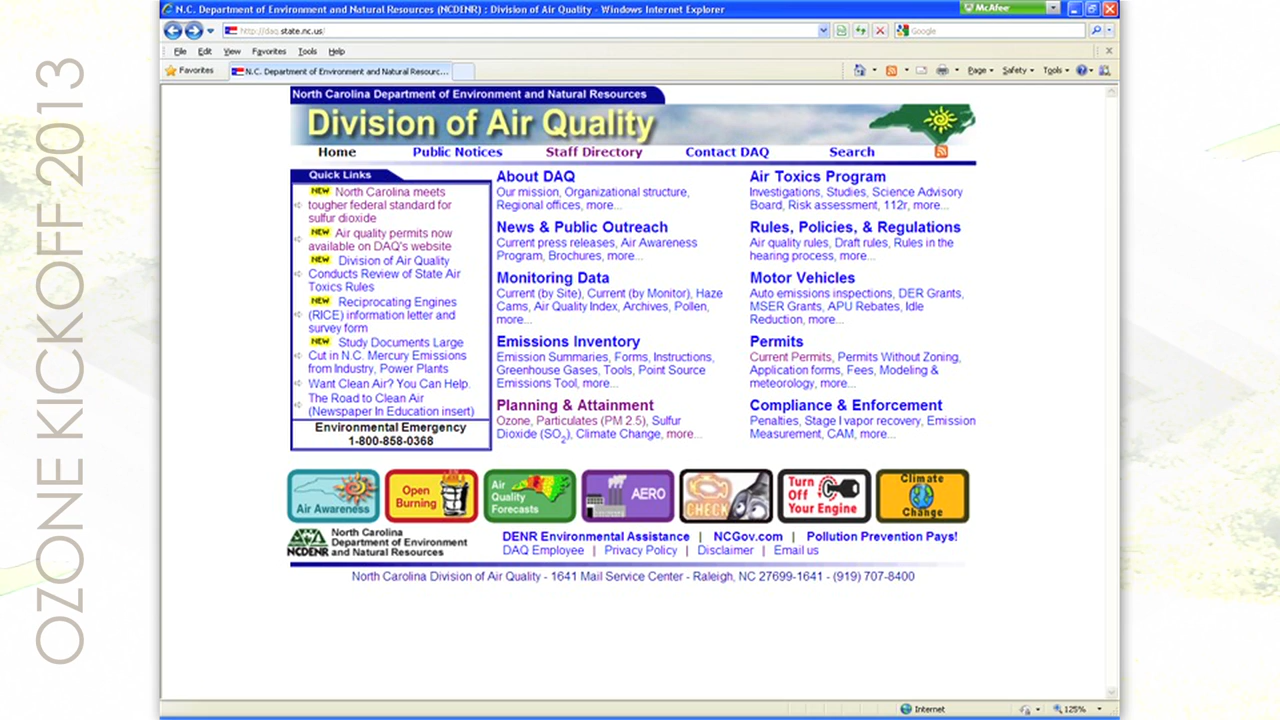 OZONE KICKOFF 2013
N.C. Department of Environment and Natural Resources (NCDENR) : Division of Air Quality - Windows Internet Explorer
McAfee
http://daq.state.nc.us/
Google
File Edit View Favorites Tools Help
Favorites
N.C. Department of Environment and Natural Resourc...
Page Safety Tools
North Carolina Department of Environment and Natural Resources
Division of Air Quality
Home Public Notices Staff Directory Contact DAQ Search
Quick Links
NEW North Carolina meets
tougher federal standard for
sulfur dioxide
NEW Air quality permits now
available on DAQ's website
NEW Division of Air Quality
Conducts Review of State Air
Toxics Rules
NEW Reciprocating Engines
(RICE) information letter and
survey form
NEW Study Documents Large
Cut in N.C. Mercury Emissions
from Industry, Power Plants
Want Clean Air? You Can Help.
The Road to Clean Air
(Newspaper In Education insert)
Environmental Emergency
1-800-858-0368
About DAQ
Our mission, Organizational structure,
Regional offices, more...
News & Public Outreach
Current press releases, Air Awareness
Program, Brochures, more...
Monitoring Data
Current (by Site), Current (by Monitor), Haze
Cams, Air Quality Index, Archives, Pollen,
more...
Emissions Inventory
Emission Summaries, Forms, Instructions,
Greenhouse Gases, Tools, Point Source
Emissions Tool, more...
Planning & Attainment
Ozone, Particulates (PM 2.5), Sulfur
Dioxide (SO2), Climate Change, more...
Air Toxics Program
Investigations, Studies, Science Advisory
Board, Risk assessment, 112r, more...
Rules, Policies, & Regulations
Air quality rules, Draft rules, Rules in the
hearing process, more...
Motor Vehicles
Auto emissions inspections, DER Grants,
MSER Grants, APU Rebates, Idle
Reduction, more...
Permits
Current Permits, Permits Without Zoning,
Application forms, Fees, Modeling &
meteorology, more...
Compliance & Enforcement
Penalties, Stage I vapor recovery, Emission
Measurement, CAM, more...
Air Awareness
Open
Burning
Air
Quality
Forecasts
AERO
CHECK
Turn
Off
Your Engine
Climate
Change
NCDENR
North Carolina
Department of Environment
and Natural Resources
DENR Environmental Assistance | NCGov.com | Pollution Prevention Pays!
DAQ Employee | Privacy Policy | Disclaimer | Email us
North Carolina Division of Air Quality - 1641 Mail Service Center - Raleigh, NC 27699-1641 - (919) 707-8400
Internet
125%